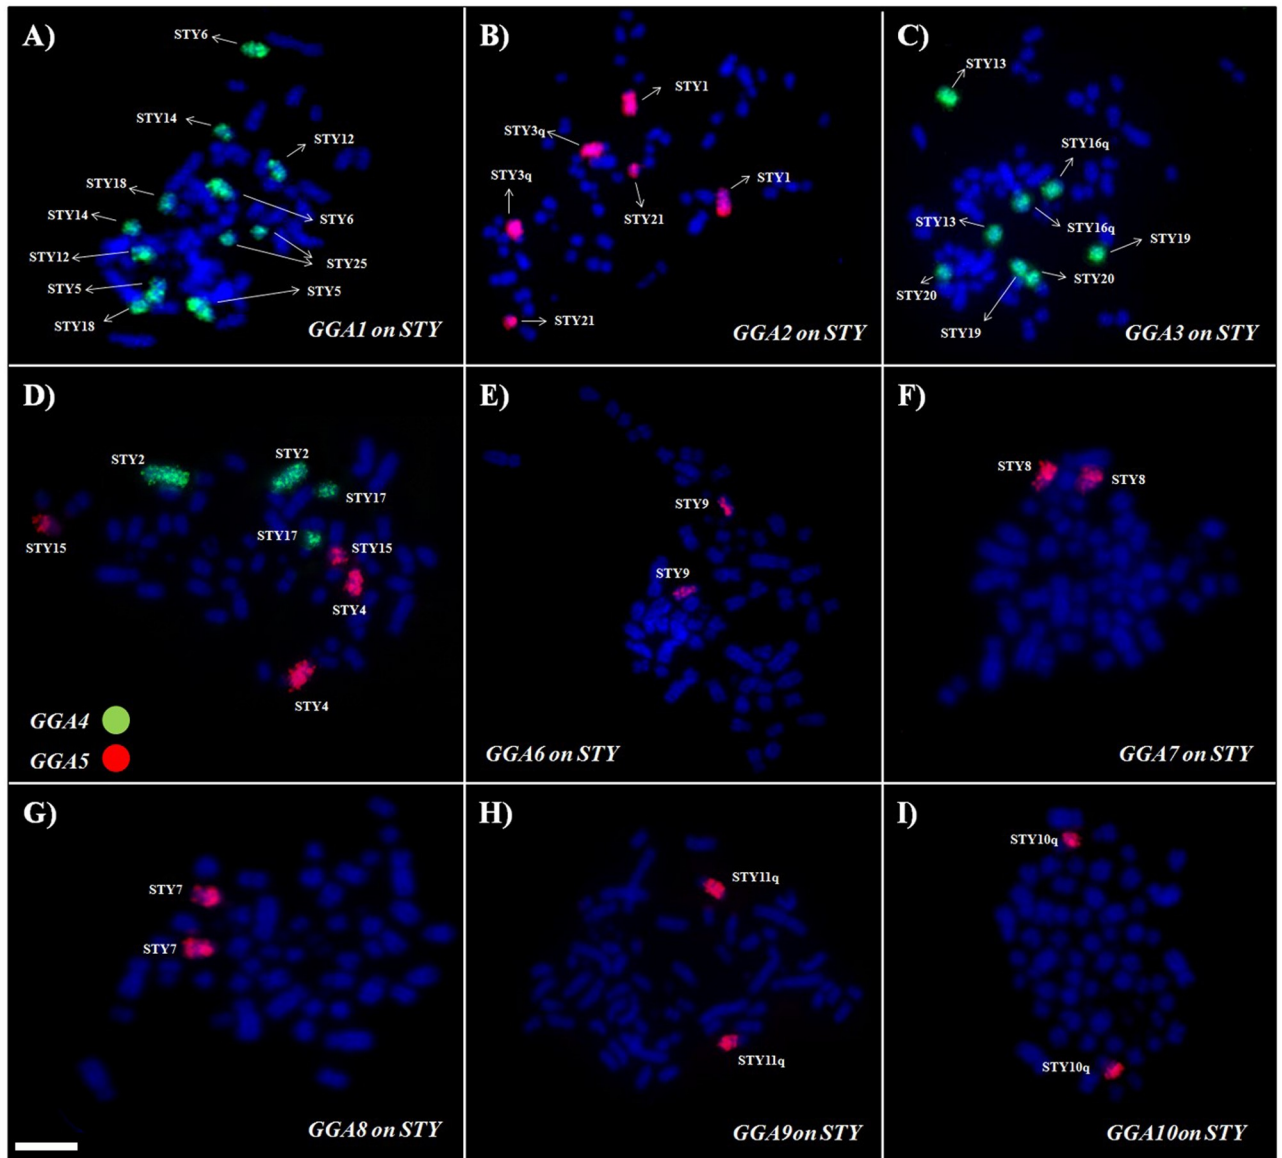 A)
STY6
STY14
STY12
STY18
STY14
STY6
STY12
STY25
STY5
STY5
STY18
GGA1 on STY
B)
STY1
STY3q
STY3q
STY1
STY21
STY21
GGA2 on STY
C)
STY13
STY16q
STY13
STY16q
STY19
STY20
STY20
STY19
GGA3 on STY
D)
STY2
STY2
STY17
STY17
STY15
STY15
STY4
STY4
GGA4
GGA5
E)
STY9
STY9
GGA6 on STY
F)
STY8
STY8
GGA7 on STY
G)
STY7
STY7
GGA8 on STY
H)
STY11q
STY11q
GGA9on STY
I)
STY10q
STY10q
GGA10on STY